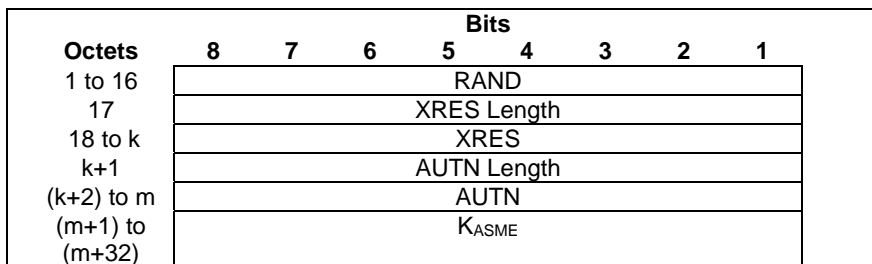 Bits
Octets 8 7 6 5 4 3 2 1
1 to 16 RAND
17 XRES Length
18 to k XRES
k+1 AUTN Length
(k+2) to m AUTN
(m+1) to KASME
(m+32)